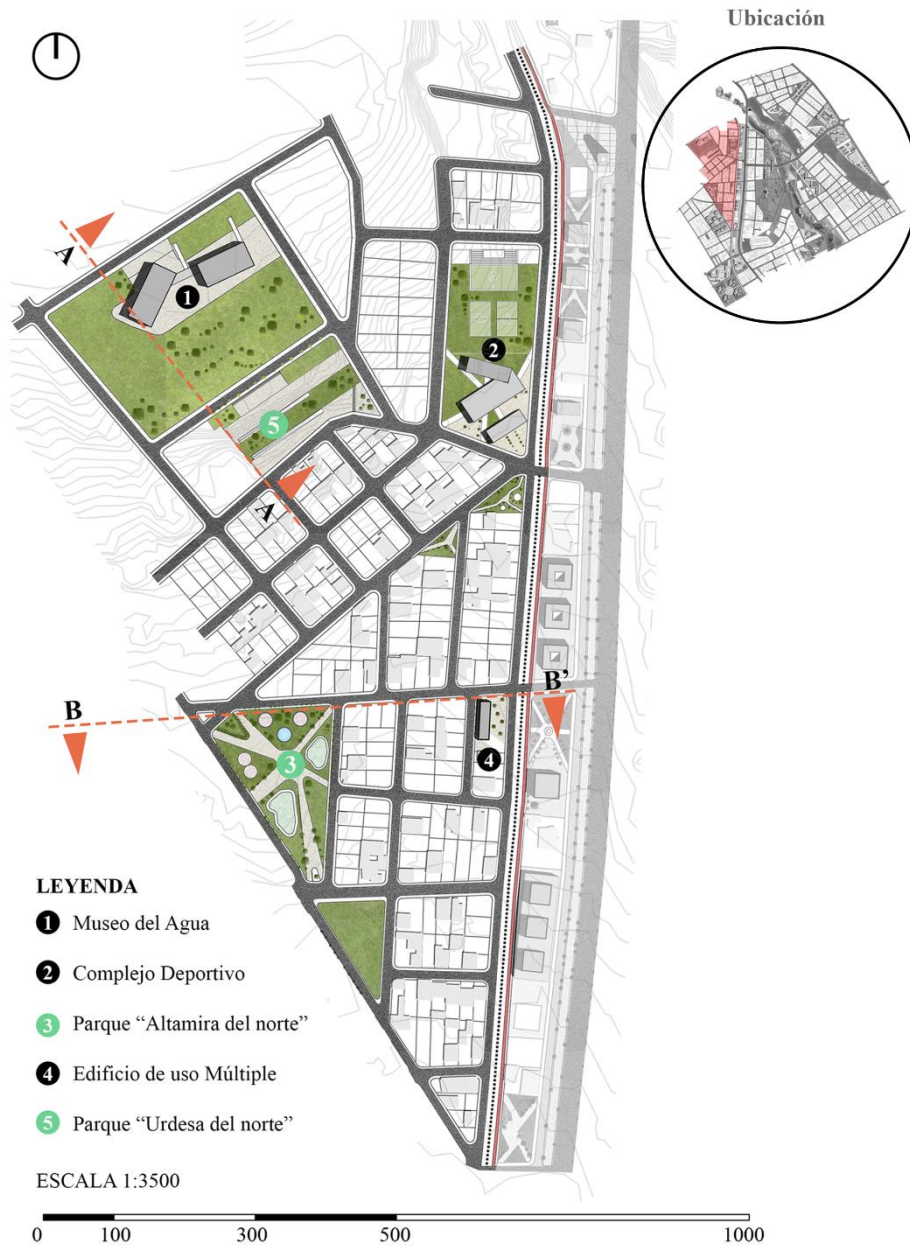 Ubicación
A
1
2
5
A
B
B’
3
4
LEYENDA
1 Museo del Agua
2 Complejo Deportivo
3 Parque “Altamira del norte”
4 Edificio de uso Múltiple
5 Parque “Urdesa del norte”
ESCALA 1:3500
0 100 300 500 1000